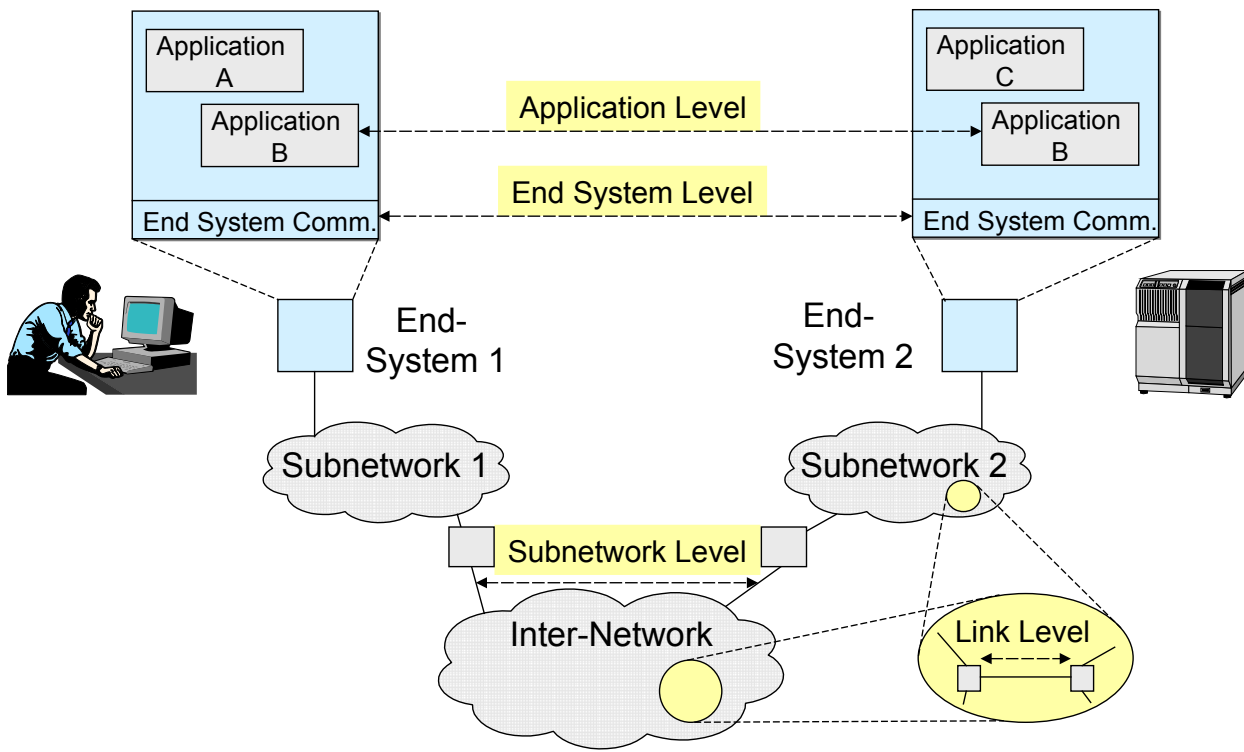 Application
A
Application
B
End System Comm.
Application Level
End System Level
Application
C
Application
B
End System Comm.
End-
System 1
End-
System 2
Subnetwork 1
Subnetwork 2
Subnetwork Level
Inter-Network
Link Level